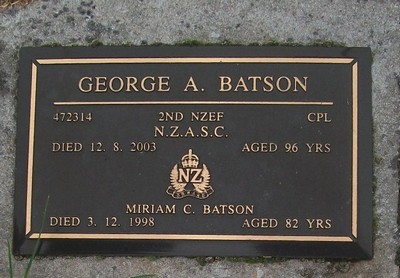 GEORGE A. BATSON
472314 2ND NZEF CPL
N.Z.A.S.C.
DIED 12. 8. 2003 AGED 96 YRS
NZ
MIRIAM C. BATSON
DIED 3. 12. 1998 AGED 82 YRS